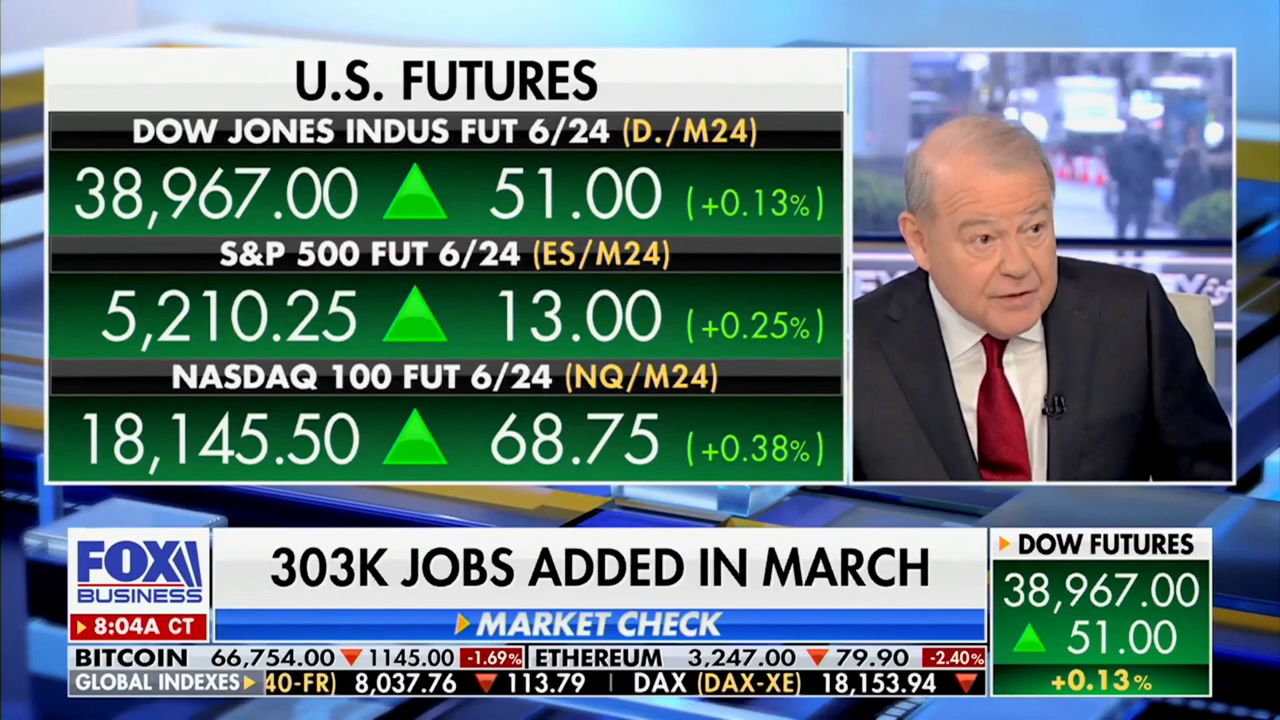 U.S. FUTURES
DOW JONES INDUS FUT 6/24 (D./M24)
38,967.00 51.00 (+0.13%)
S&P 500 FUT 6/24 (ES/M24)
5,210.25 13.00 (+0.25%)
NASDAQ 100 FUT 6/24 (NQ/M24)
18,145.50 68.75 (+0.38%)
FOX
BUSINESS
8:04A CT
303K JOBS ADDED IN MARCH
MARKET CHECK
DOW FUTURES
38,967.00
51.00
+0.13%
BITCOIN 66,754.00 1145.00 -1.69% ETHEREUM 3,247.00 79.90 -2.40%
GLOBAL INDEXES 40-FR) 8,037.76 113.79 | DAX (DAX-XE) 18,153.94